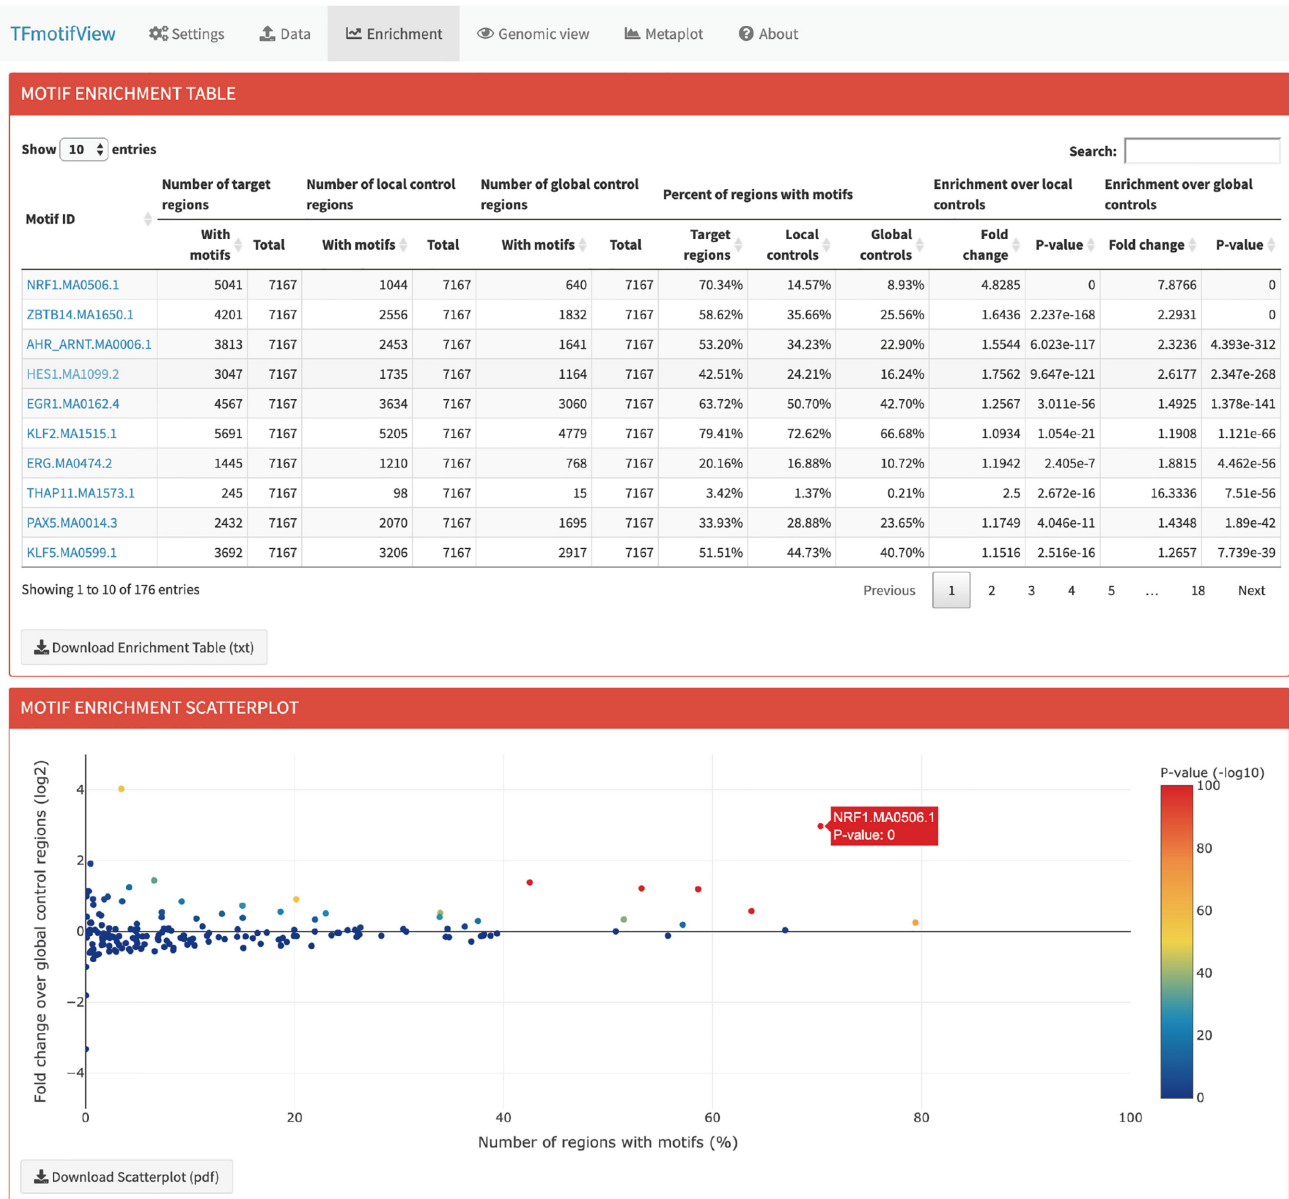 TFmotifView Settings Data Enrichment Genomic view Metaplot About
MOTIF ENRICHMENT TABLE
Show 10 entries Search:
Motif ID Number of target regions Number of local control regions Number of global control regions Percent of regions with motifs Enrichment over local controls Enrichment over global controls
With motifs Total With motifs Total With motifs Total Target regions Local controls Global controls Fold change P-value Fold change P-value
NRF1.MA0506.1 5041 7167 1044 7167 640 7167 70.34% 14.57% 8.93% 4.8285 0 7.8766 0
ZBTB14.MA1650.1 4201 7167 2556 7167 1832 7167 58.62% 35.66% 25.56% 1.6436 2.237e-168 2.2931 0
AHR_ARNT.MA0006.1 3813 7167 2453 7167 1641 7167 53.20% 34.23% 22.90% 1.5544 6.023e-117 2.3236 4.393e-312
HES1.MA1099.2 3047 7167 1735 7167 1164 7167 42.51% 24.21% 16.24% 1.7562 9.647e-121 2.6177 2.347e-268
EGR1.MA0162.4 4567 7167 3634 7167 3060 7167 63.72% 50.70% 42.70% 1.2567 3.011e-56 1.4925 1.378e-141
KLF2.MA1515.1 5691 7167 5205 7167 4779 7167 79.41% 72.62% 66.68% 1.0934 1.054e-21 1.1908 1.121e-66
ERG.MA0474.2 1445 7167 1210 7167 768 7167 20.16% 16.88% 10.72% 1.1942 2.405e-7 1.8815 4.462e-56
THAP11.MA1573.1 245 7167 98 7167 15 7167 3.42% 1.37% 0.21% 2.5 2.672e-16 16.3336 7.51e-56
PAX5.MA0014.3 2432 7167 2070 7167 1695 7167 33.93% 28.88% 23.65% 1.1749 4.046e-11 1.4348 1.89e-42
KLF5.MA0599.1 3692 7167 3206 7167 2917 7167 51.51% 44.73% 40.70% 1.1516 2.516e-16 1.2657 7.739e-39
Showing 1 to 10 of 176 entries Previous 1 2 3 4 5 ... 18 Next
Download Enrichment Table (txt)
MOTIF ENRICHMENT SCATTERPLOT
Fold change over global control regions (log2)
4
2
0
−2
−4
NRF1.MA0506.1
P-value: 0
P-value (-log10)
100
80
60
40
20
0
0 20 40 60 80 100
Number of regions with motifs (%)
Download Scatterplot (pdf)